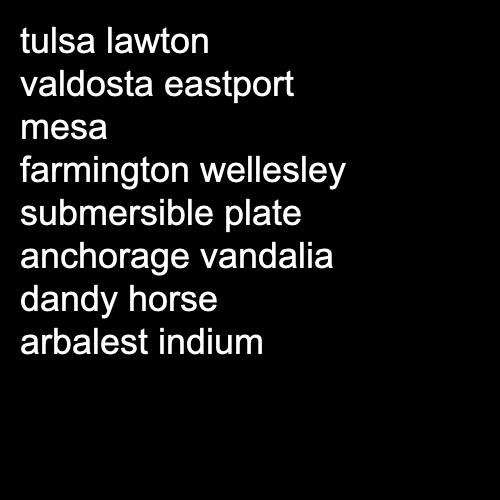 tulsa lawton
valdosta eastport
mesa
farmington wellesley
submersible plate
anchorage vandalia
dandy horse
arbalest indium